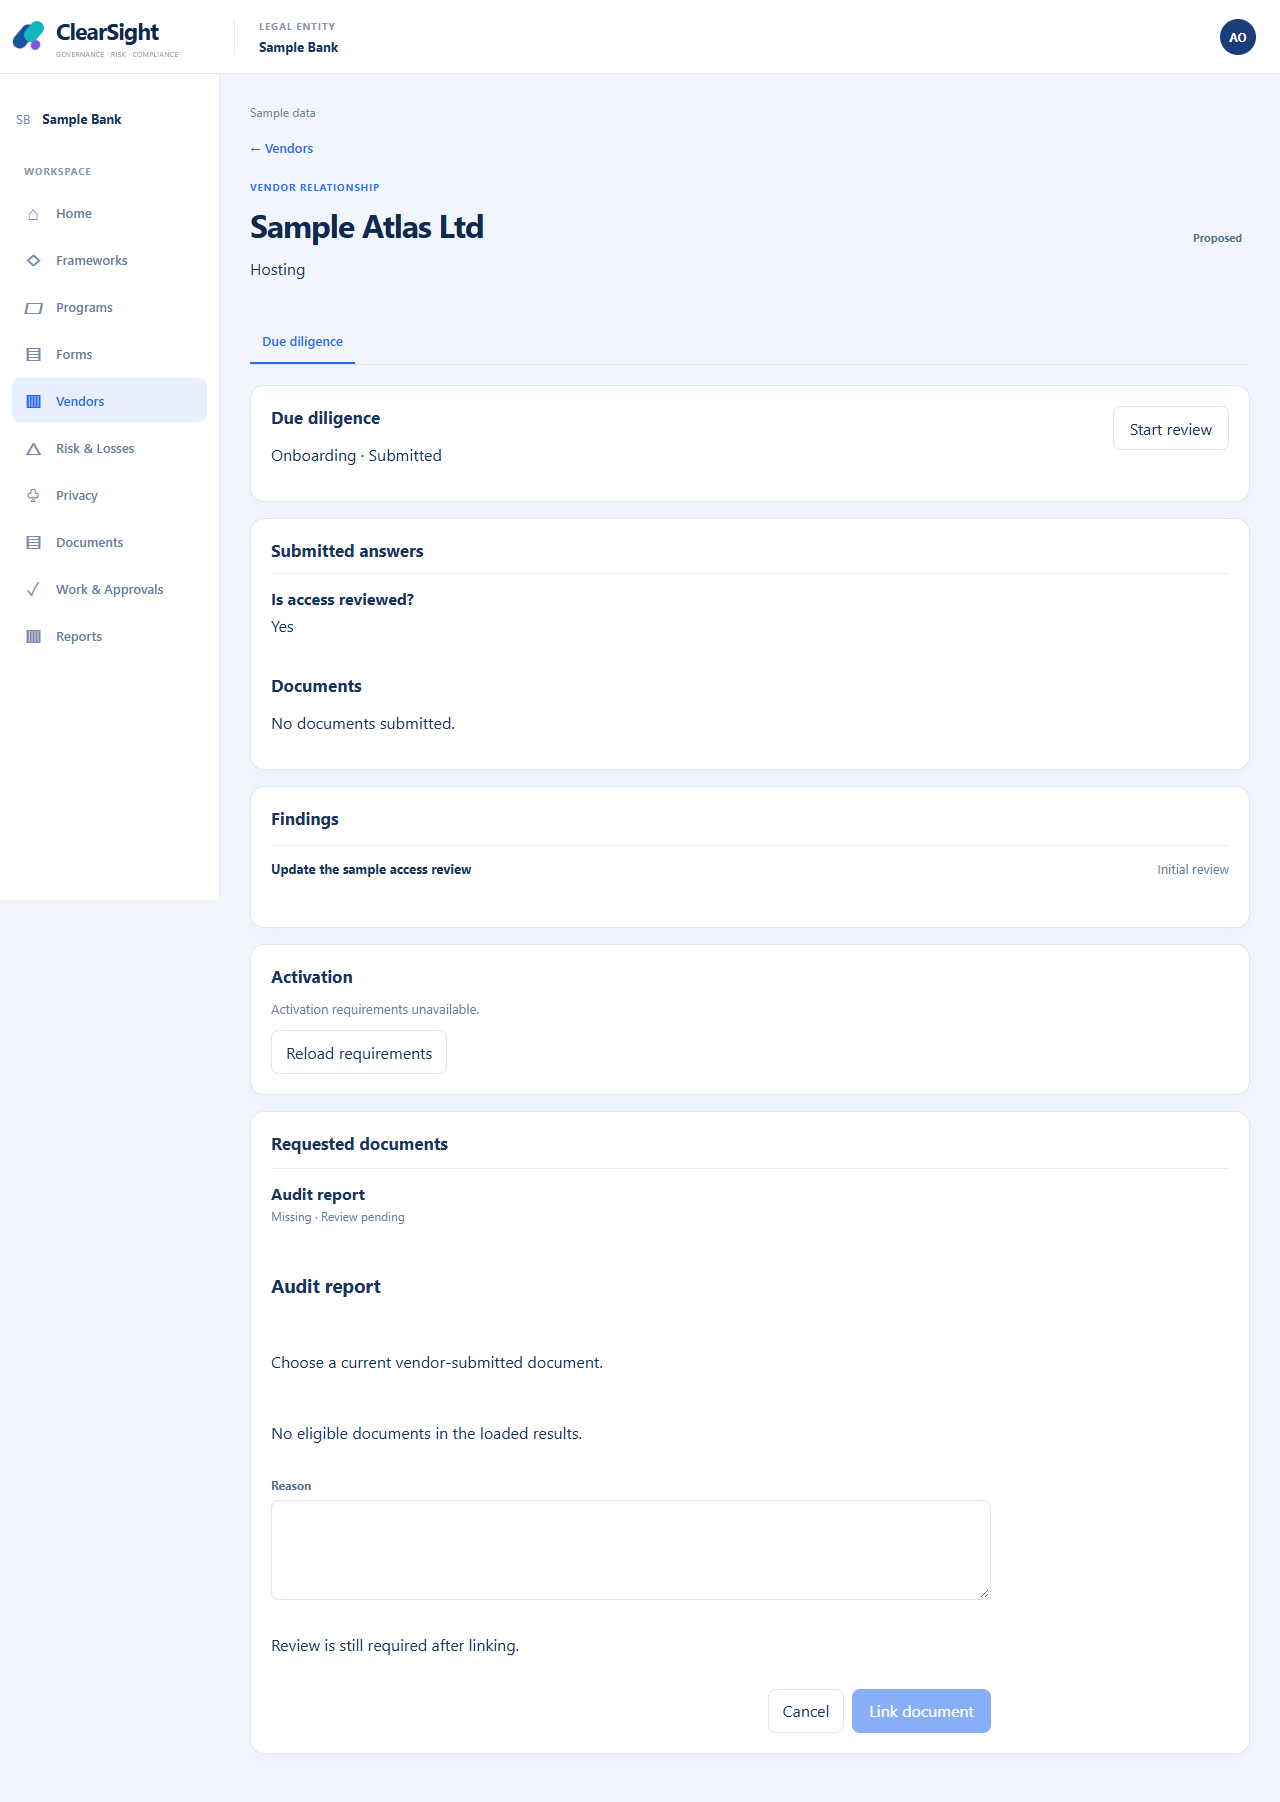 ClearSight
GOVERNANCE · RISK · COMPLIANCE
LEGAL ENTITY
Sample Bank
AO
SB Sample Bank
WORKSPACE
Home
Frameworks
Programs
Forms
Vendors
Risk & Losses
Privacy
Documents
Work & Approvals
Reports
Sample data
← Vendors
VENDOR RELATIONSHIP
Sample Atlas Ltd
Proposed
Hosting
Due diligence
Due diligence
Start review
Onboarding · Submitted
Submitted answers
Is access reviewed?
Yes
Documents
No documents submitted.
Findings
Update the sample access review
Initial review
Activation
Activation requirements unavailable.
Reload requirements
Requested documents
Audit report
Missing · Review pending
Audit report
Choose a current vendor-submitted document.
No eligible documents in the loaded results.
Reason
Review is still required after linking.
Cancel
Link document